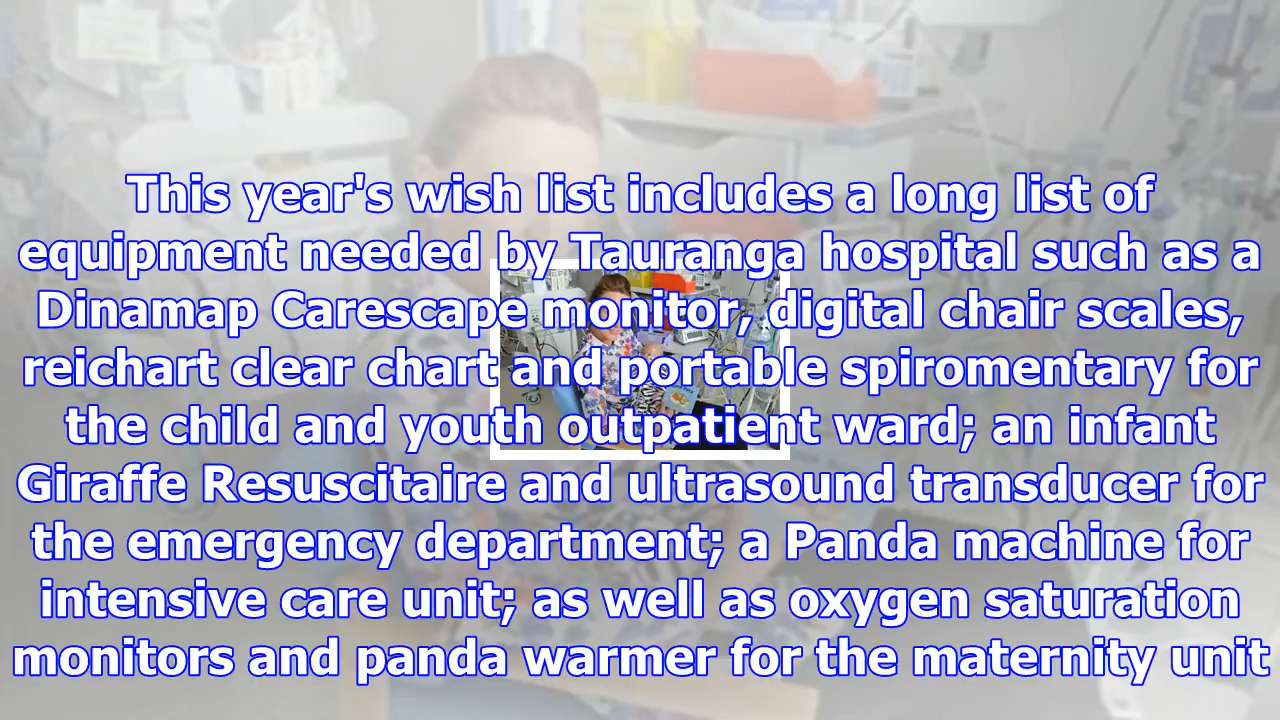 This year's wish list includes a long list of
equipment needed by Tauranga hospital such as a
Dinamap Carescape monitor, digital chair scales,
reichart clear chart and portable spiromentary for
the child and youth outpatient ward; an infant
Giraffe Resuscitaire and ultrasound transducer for
the emergency department; a Panda machine for
intensive care unit; as well as oxygen saturation
monitors and panda warmer for the maternity unit